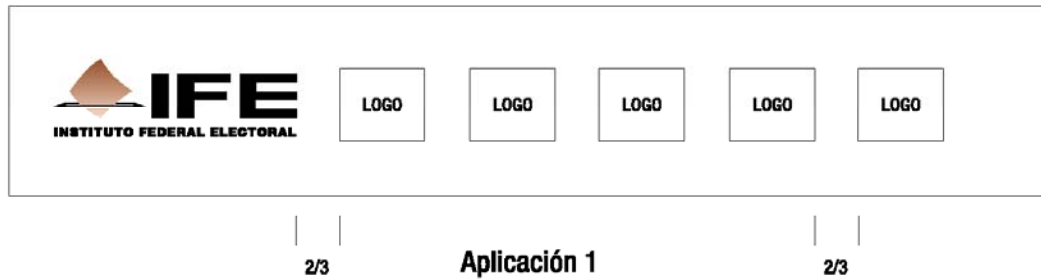 IFE
INSTITUTO FEDERAL ELECTORAL
LOGO LOGO LOGO LOGO LOGO
2/3 Aplicación 1 2/3